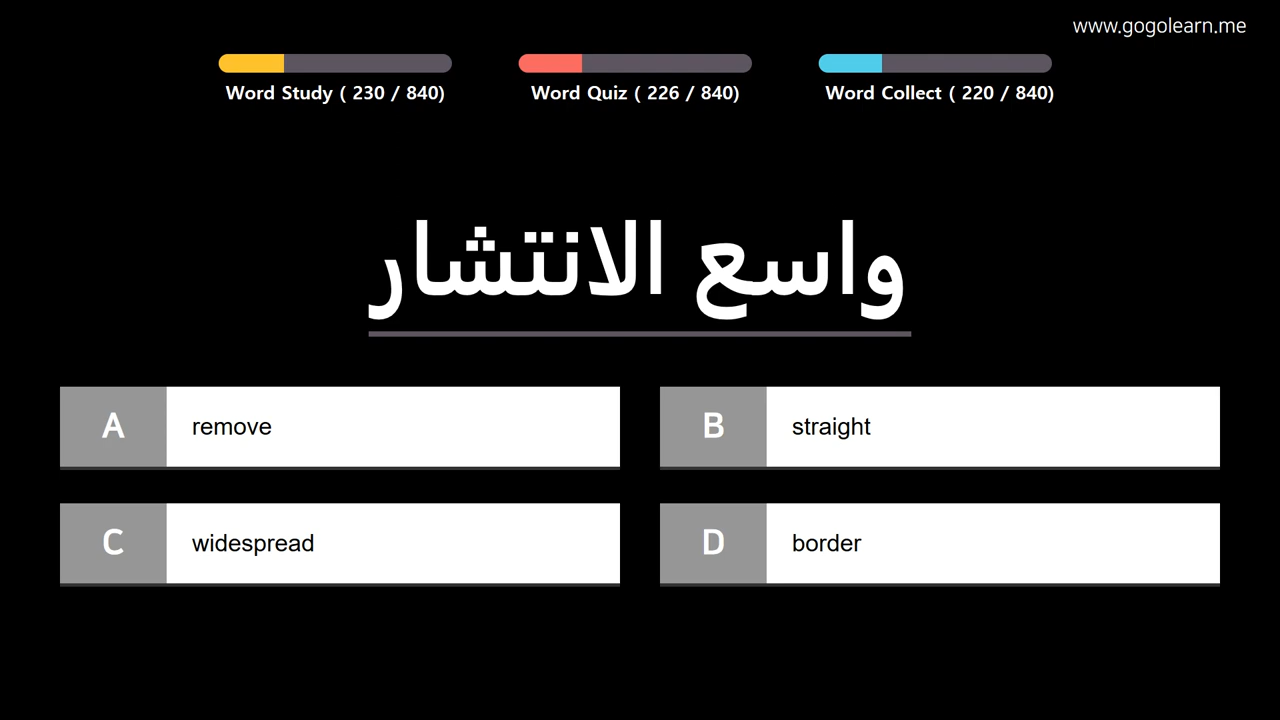 www.gogolearn.me
Word Study ( 230 / 840)
Word Quiz ( 226 / 840)
Word Collect ( 220 / 840)
واسع الانتشار
A remove
B straight
C widespread
D border